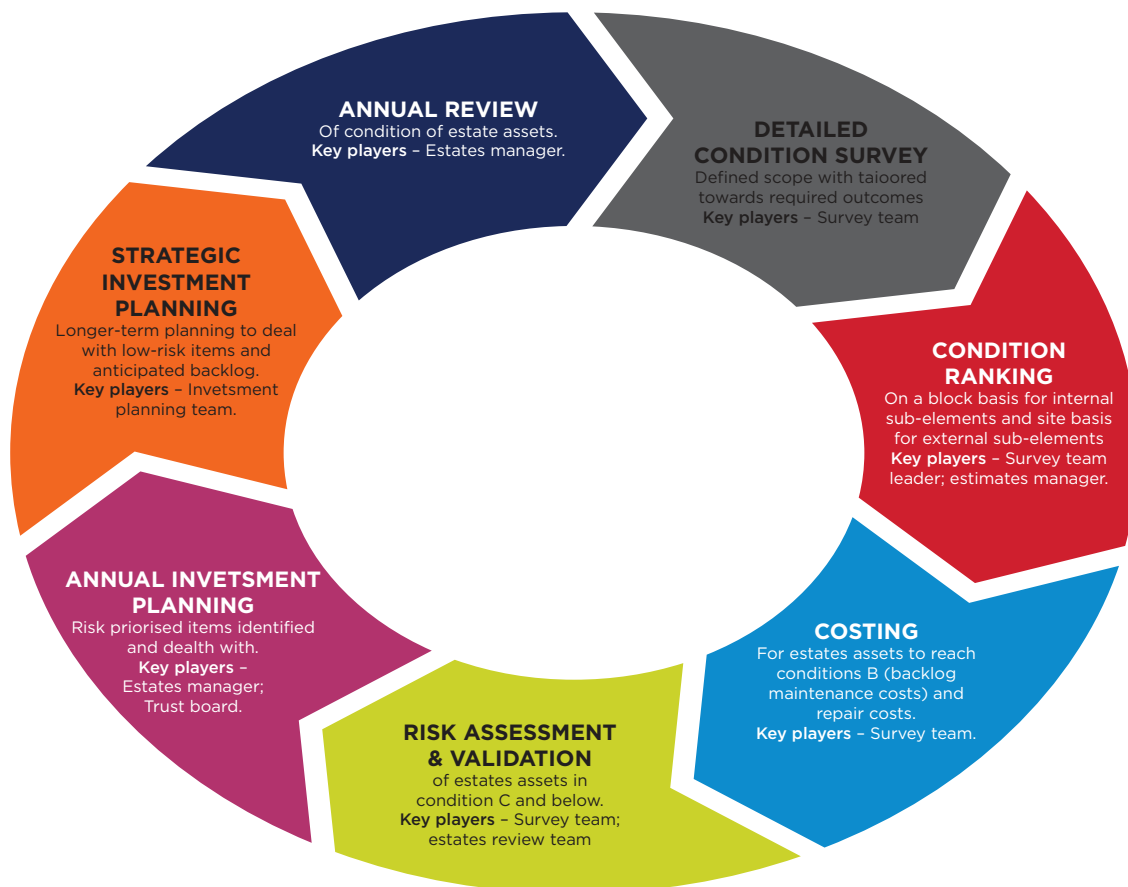 ANNUAL REVIEW
Of condition of estate assets.
Key players – Estates manager.
DETAILED
CONDITION SURVEY
Defined scope with taioored
towards required outcomes
Key players – Survey team
CONDITION
RANKING
On a block basis for internal
sub-elements and site basis
for external sub-elements
Key players – Survey team
leader; estimates manager.
COSTING
For estates assets to reach
conditions B (backlog
maintenance costs) and
repair costs.
Key players – Survey team.
RISK ASSESSMENT
& VALIDATION
of estates assets in
condition C and below.
Key players – Survey team;
estates review team
ANNUAL INVETSMENT
PLANNING
Risk priorised items identified
and dealth with.
Key players –
Estates manager;
Trust board.
STRATEGIC
INVESTMENT
PLANNING
Longer-term planning to deal
with low-risk items and
anticipated backlog.
Key players – Invetsment
planning team.